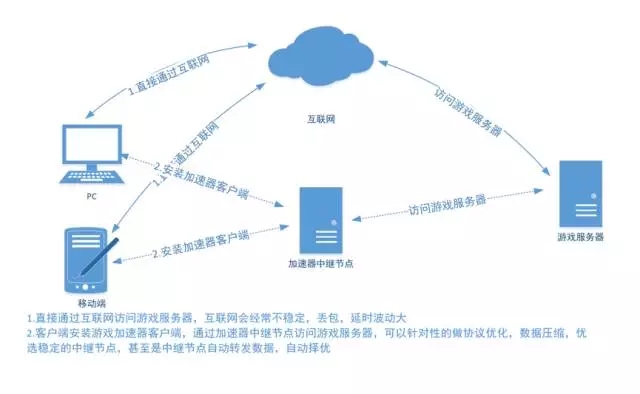 1.直接通过互联网
互联网
访问游戏服务器
1.直接通过互联网
2.安装加速器客户端
PC
访问游戏服务器
游戏服务器
2.安装加速器客户端
加速器中继节点
移动端
1.直接通过互联网访问游戏服务器，互联网会经常不稳定，丢包，延时波动大
2.客户端安装游戏加速器客户端，通过加速器中继节点访问游戏服务器，可以针对性的做协议优化，数据压缩，优
选稳定的中继节点，甚至是中继节点自动转发数据，自动择优